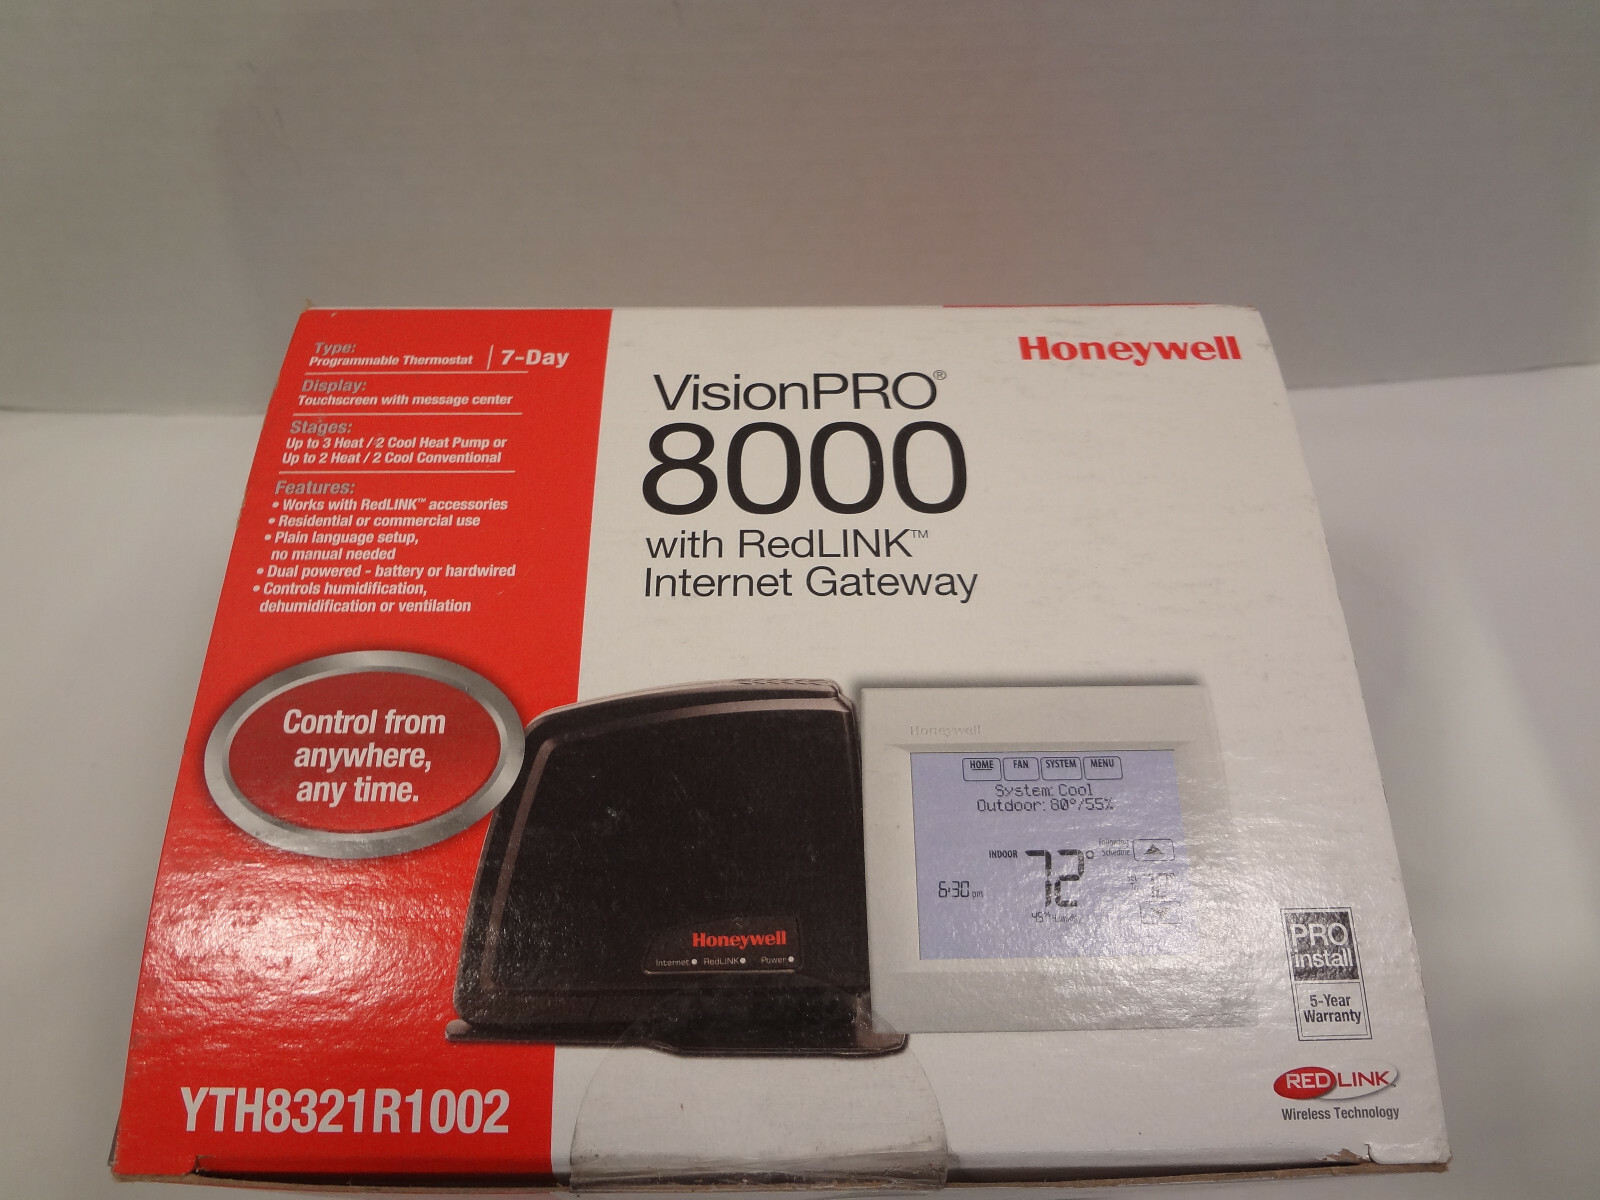 Type:
Programmable Thermostat | 7-Day
Display:
Touchscreen with message center
Stages:
Up to 3 Heat / 2 Cool Heat Pump or
Up to 2 Heat / 2 Cool Conventional
Features:
• Works with RedLINK™ accessories
• Residential or commercial use
• Plain language setup,
no manual needed
• Dual powered - battery or hardwired
• Controls humidification,
dehumidification or ventilation
Control from
anywhere,
any time.
YTH8321R1002
Honeywell
VisionPRO®
8000
with RedLINK™
Internet Gateway
Honeywell
Internet RedLINK Power
Honeywell
HOME FAN SYSTEM MENU
System: Cool
Outdoor: 80°/55%
Following
Schedule
INDOOR 72°
6:30 pm
PRO
install
5-Year
Warranty
REDLINK™
Wireless Technology